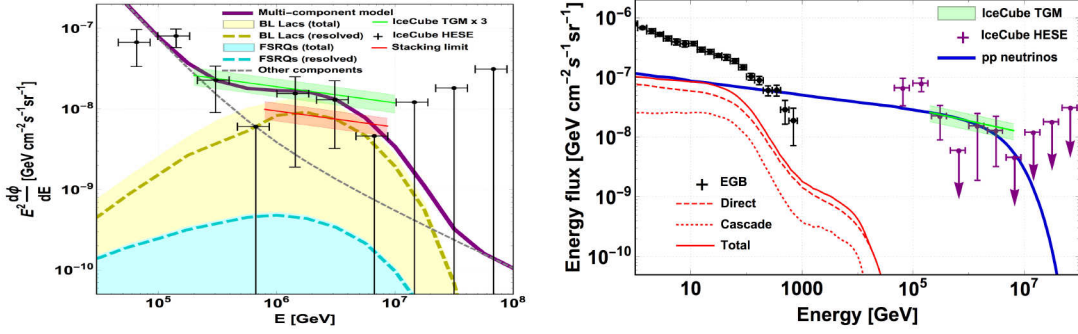 Multi-component model
BL Lacs (total)
BL Lacs (resolved)
FSRQs (total)
FSRQs (resolved)
Other components
IceCube TGM x 3
IceCube HESE
Stacking limit
10⁻⁷
10⁻⁸
10⁻⁹
10⁻¹⁰
E² dϕ/dE [GeV cm⁻² s⁻¹ sr⁻¹]
10⁵
10⁶
10⁷
10⁸
E [GeV]
10⁻⁶
10⁻⁷
10⁻⁸
10⁻⁹
10⁻¹⁰
Energy flux [GeV cm⁻² s⁻¹ sr⁻¹]
IceCube TGM
IceCube HESE
pp neutrinos
EGB
Direct
Cascade
Total
10
1000
10⁵
10⁷
Energy [GeV]